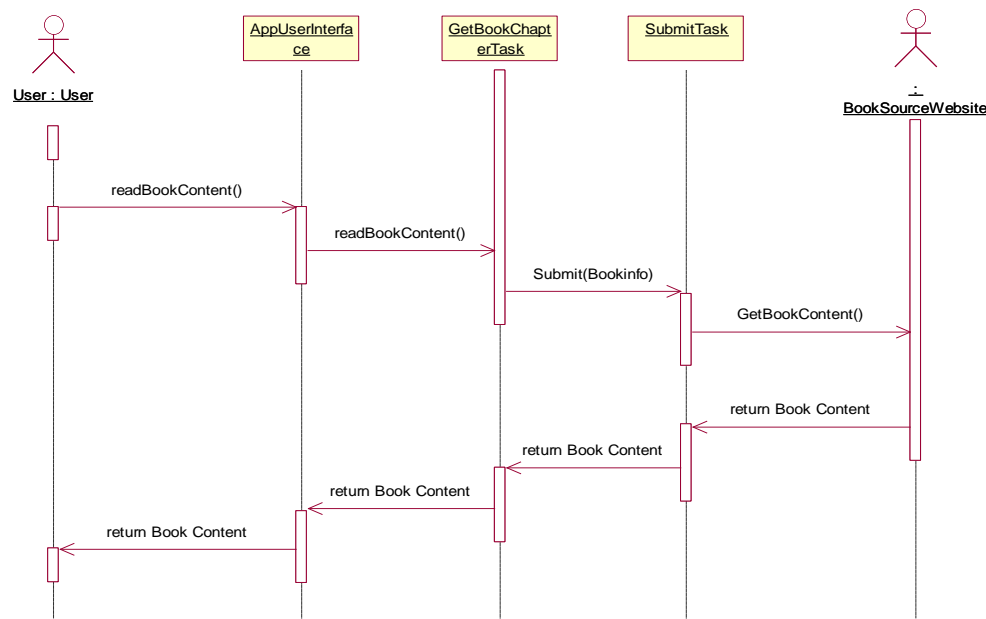 AppUserInterfa
ce
GetBookChapt
erTask
SubmitTask
User : User
:
BookSourceWebsite
readBookContent()
readBookContent()
Submit(Bookinfo)
GetBookContent()
return Book Content
return Book Content
return Book Content
return Book Content